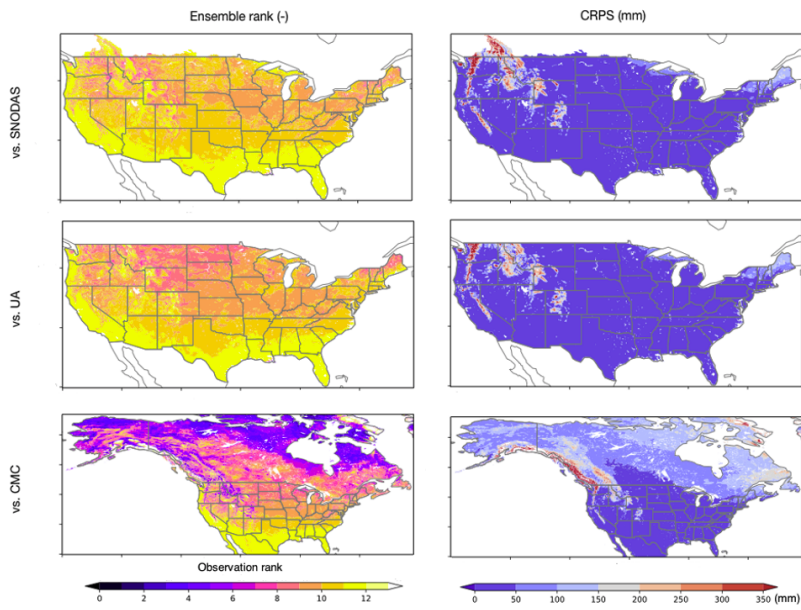 Ensemble rank (-)
CRPS (mm)
vs. SNODAS
vs. UA
vs. CMC
Observation rank
0 2 4 6 8 10 12
0 50 100 150 200 250 300 350 (mm)